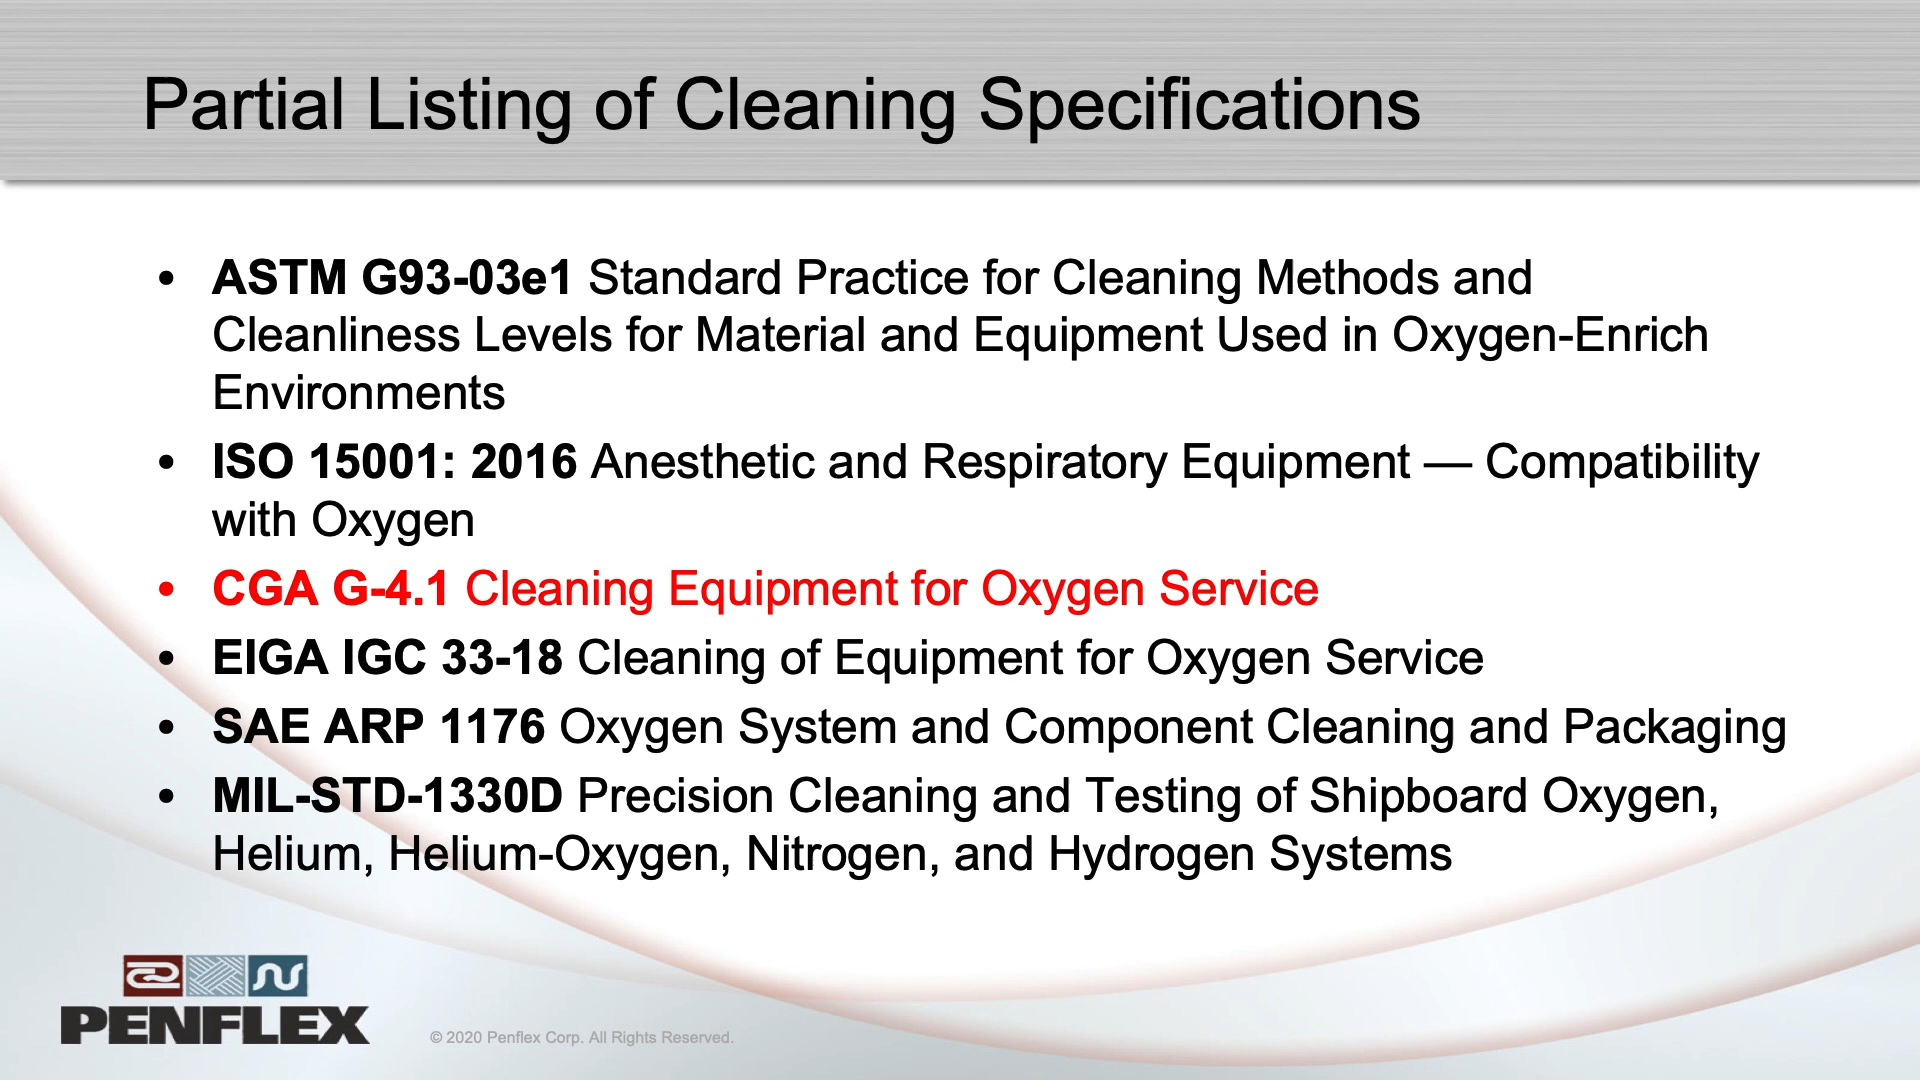 Partial Listing of Cleaning Specifications
• ASTM G93-03e1 Standard Practice for Cleaning Methods and
Cleanliness Levels for Material and Equipment Used in Oxygen-Enrich
Environments
• ISO 15001: 2016 Anesthetic and Respiratory Equipment — Compatibility
with Oxygen
• CGA G-4.1 Cleaning Equipment for Oxygen Service
• EIGA IGC 33-18 Cleaning of Equipment for Oxygen Service
• SAE ARP 1176 Oxygen System and Component Cleaning and Packaging
• MIL-STD-1330D Precision Cleaning and Testing of Shipboard Oxygen,
Helium, Helium-Oxygen, Nitrogen, and Hydrogen Systems
PENFLEX
© 2020 Penflex Corp. All Rights Reserved.